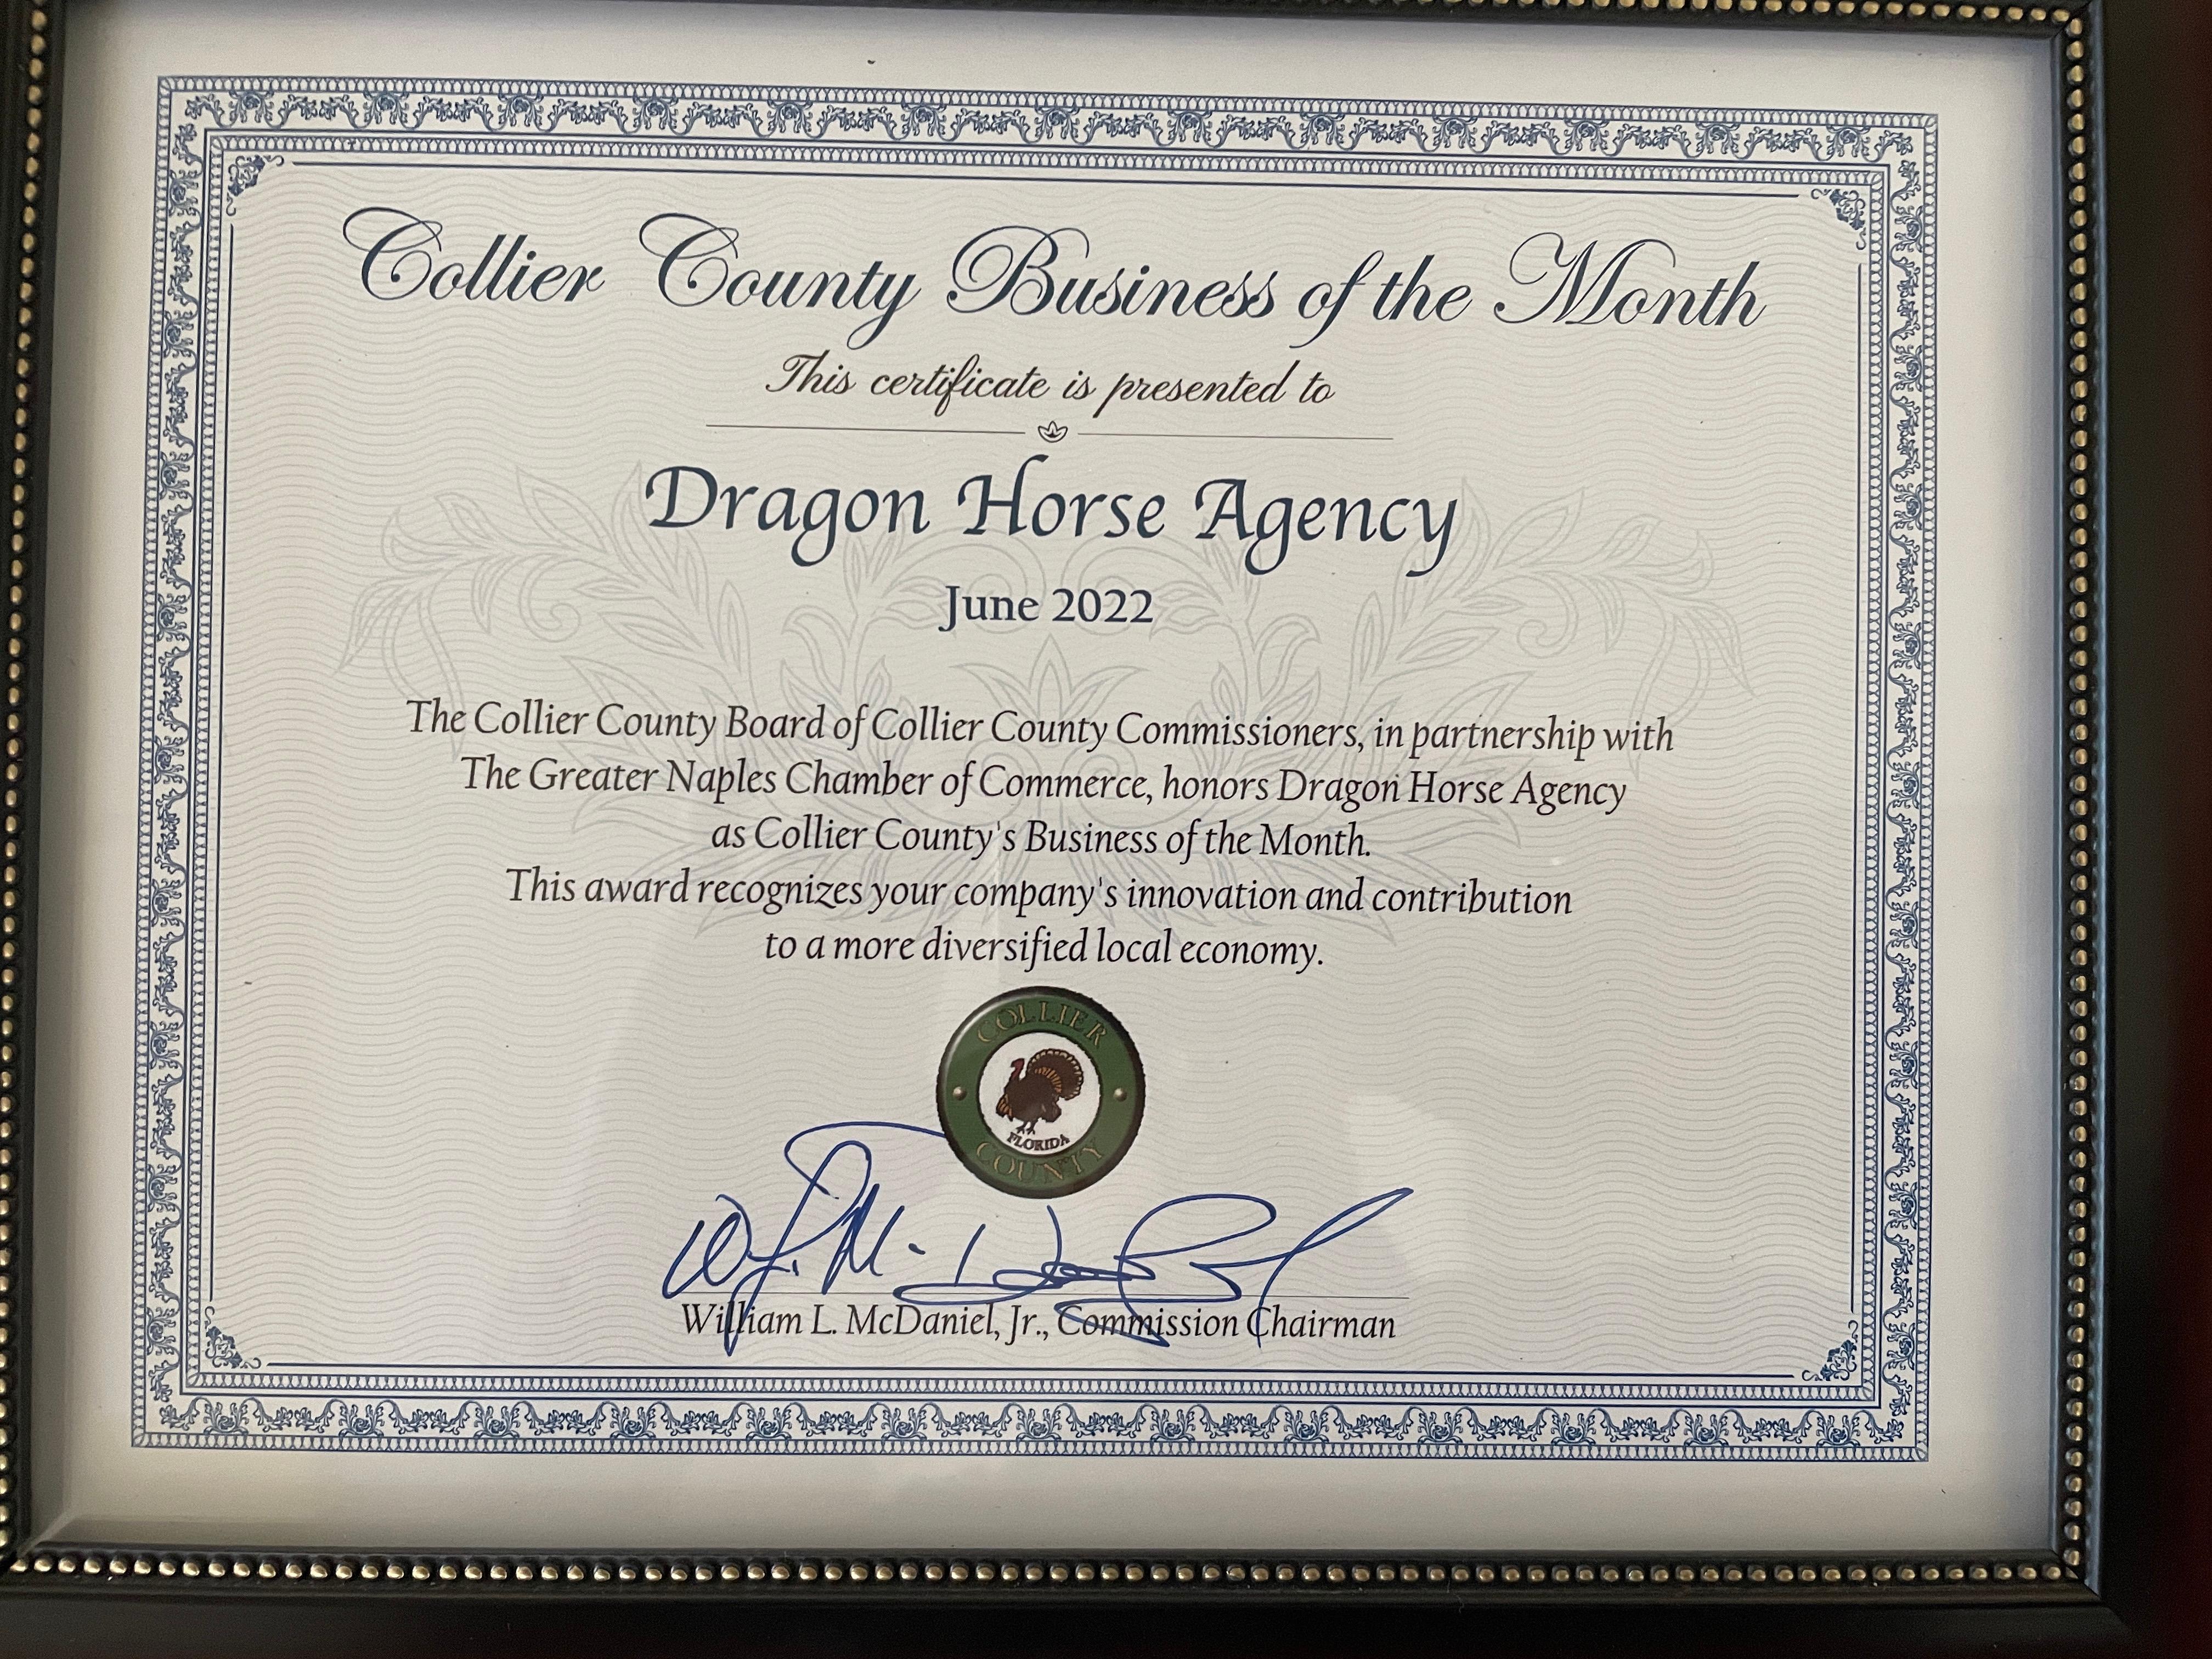 Collier County Business of the Month
This certificate is presented to
Dragon Horse Agency
June 2022
The Collier County Board of Collier County Commissioners, in partnership with
The Greater Naples Chamber of Commerce, honors Dragon Horse Agency
as Collier County's Business of the Month.
This award recognizes your company's innovation and contribution
to a more diversified local economy.
COLLIER
FLORIDA
COUNTY
William L. McDaniel, Jr., Commission Chairman